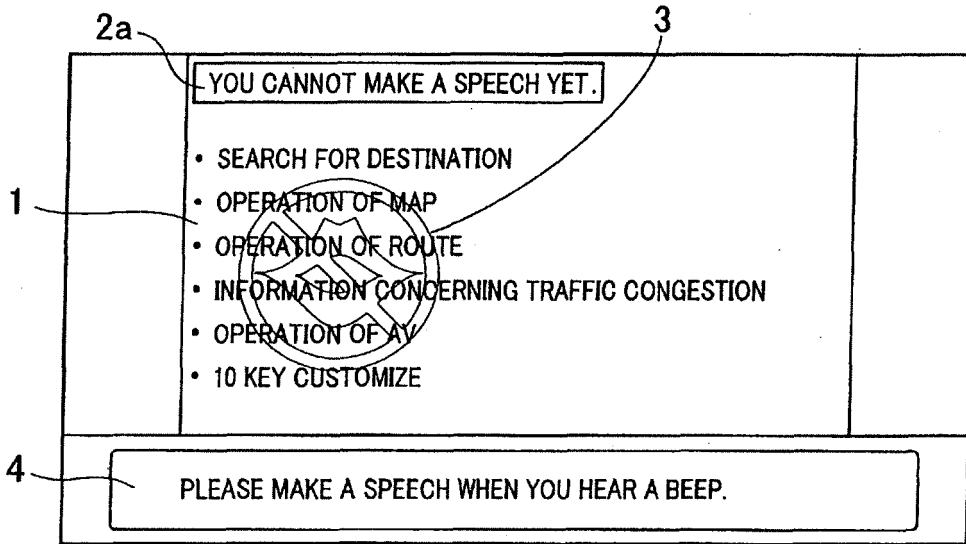 2a
3
YOU CANNOT MAKE A SPEECH YET.
• SEARCH FOR DESTINATION
1
• OPERATION OF MAP
• OPERATION OF ROUTE
• INFORMATION CONCERNING TRAFFIC CONGESTION
• OPERATION OF AV
• 10 KEY CUSTOMIZE
4
PLEASE MAKE A SPEECH WHEN YOU HEAR A BEEP.